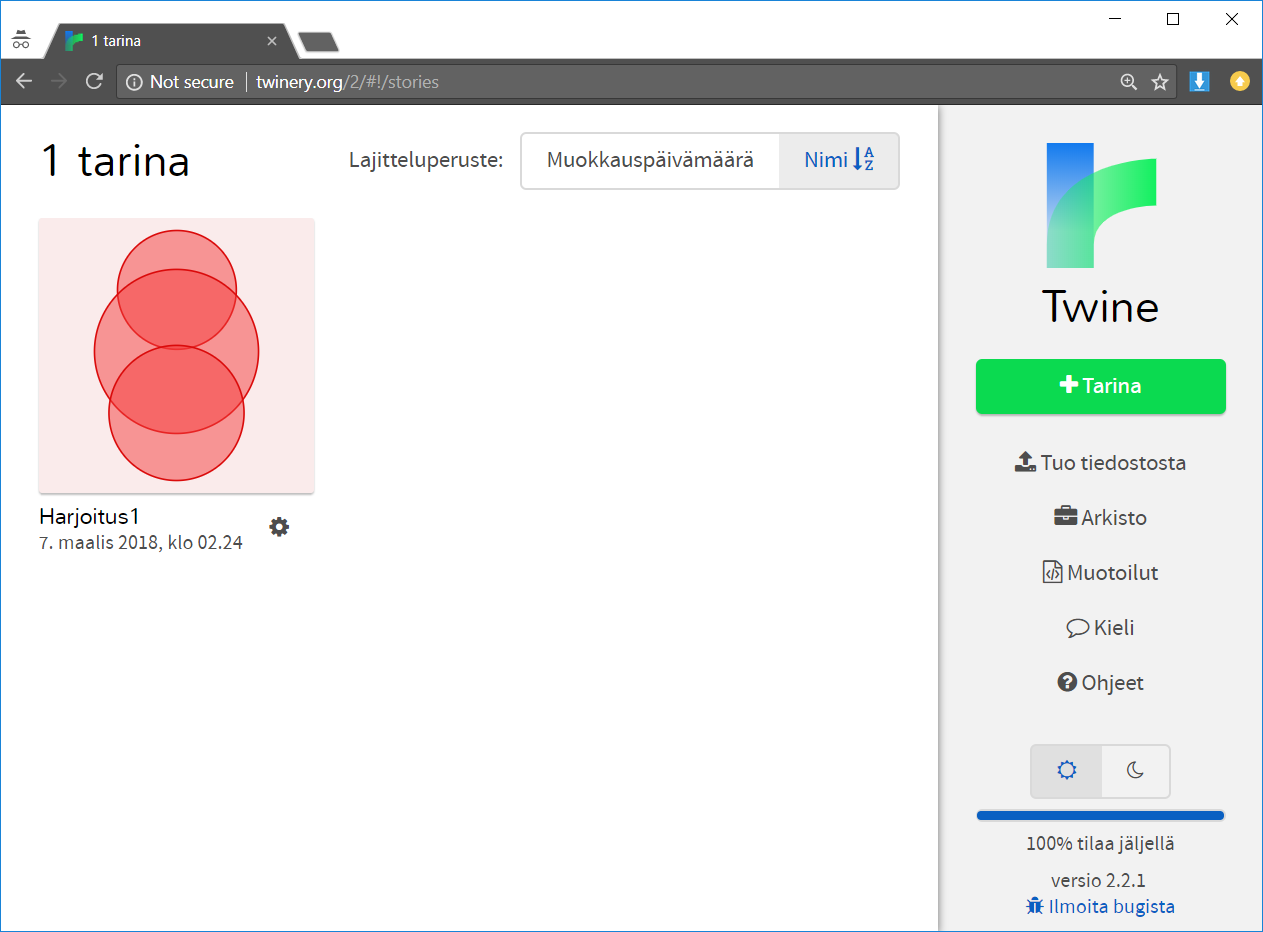 1 tarina
Not secure
twinery.org/2/#!/stories
1 tarina
Lajitteluperuste:
Muokkauspäivämäärä
Nimi
Harjoitus1
7. maalis 2018, klo 02.24
Twine
Tarina
Tuo tiedostosta
Arkisto
Muotoilut
Kieli
Ohjeet
100% tilaa jäljellä
versio 2.2.1
Ilmoita bugista